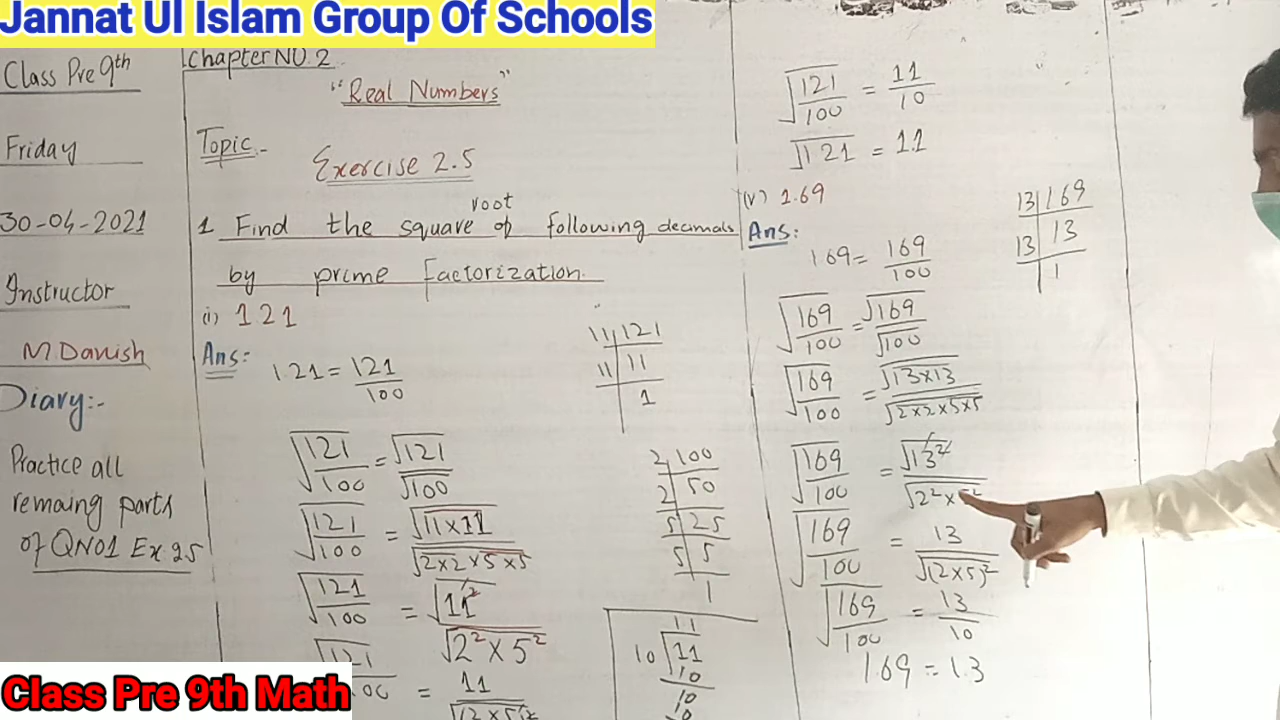 Jannat Ul Islam Group Of Schools
Class Pre 9th
Friday
30-04-2021
Instructor
M.Danish
Diary:-
Practice all
remaing parts
of QNO1 Ex 2.5
Chapter NO.2
"Real Numbers"
Topic:-
Exercise 2.5
1 Find the square root of following decimals
by prime Factorization.
(i) 1.21
Ans:
1.21 = 121/100
11|121
11|11
|1
√121/100 = √121/√100
√121/100 = √11×11/√2×2×5×5
√121/100 = √11²/√2²×5²
√121/100 = 11/√(2×5)²
2|100
2|50
5|25
5|5
|1
11
10√11
10
10
√121/100 = 11/10
√1.21 = 1.1
(v) 1.69
Ans:
1.69 = 169/100
13|169
13|13
|1
√169/100 = √169/√100
√169/100 = √13×13/√2×2×5×5
√169/100 = √13²/√2²×5²
√169/100 = 13/√(2×5)²
√169/100 = 13/10
1.69 = 1.3
Class Pre 9th Math